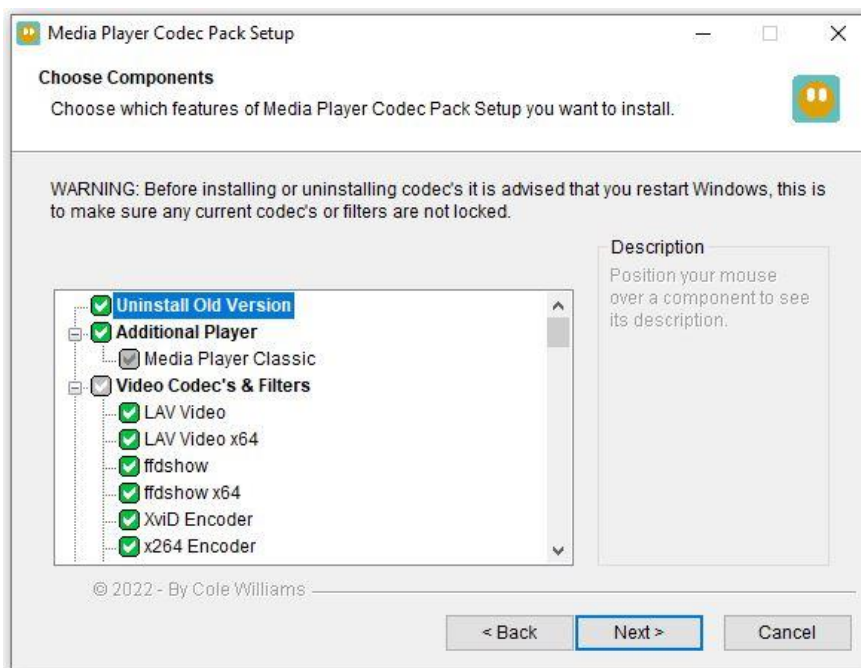 Media Player Codec Pack Setup
Choose Components
Choose which features of Media Player Codec Pack Setup you want to install.
WARNING: Before installing or uninstalling codec's it is advised that you restart Windows, this is
to make sure any current codec's or filters are not locked.
Uninstall Old Version
Additional Player
Media Player Classic
Video Codec's & Filters
LAV Video
LAV Video x64
ffdshow
ffdshow x64
XviD Encoder
x264 Encoder
Description
Position your mouse
over a component to see
its description.
© 2022 - By Cole Williams
< Back
Next >
Cancel